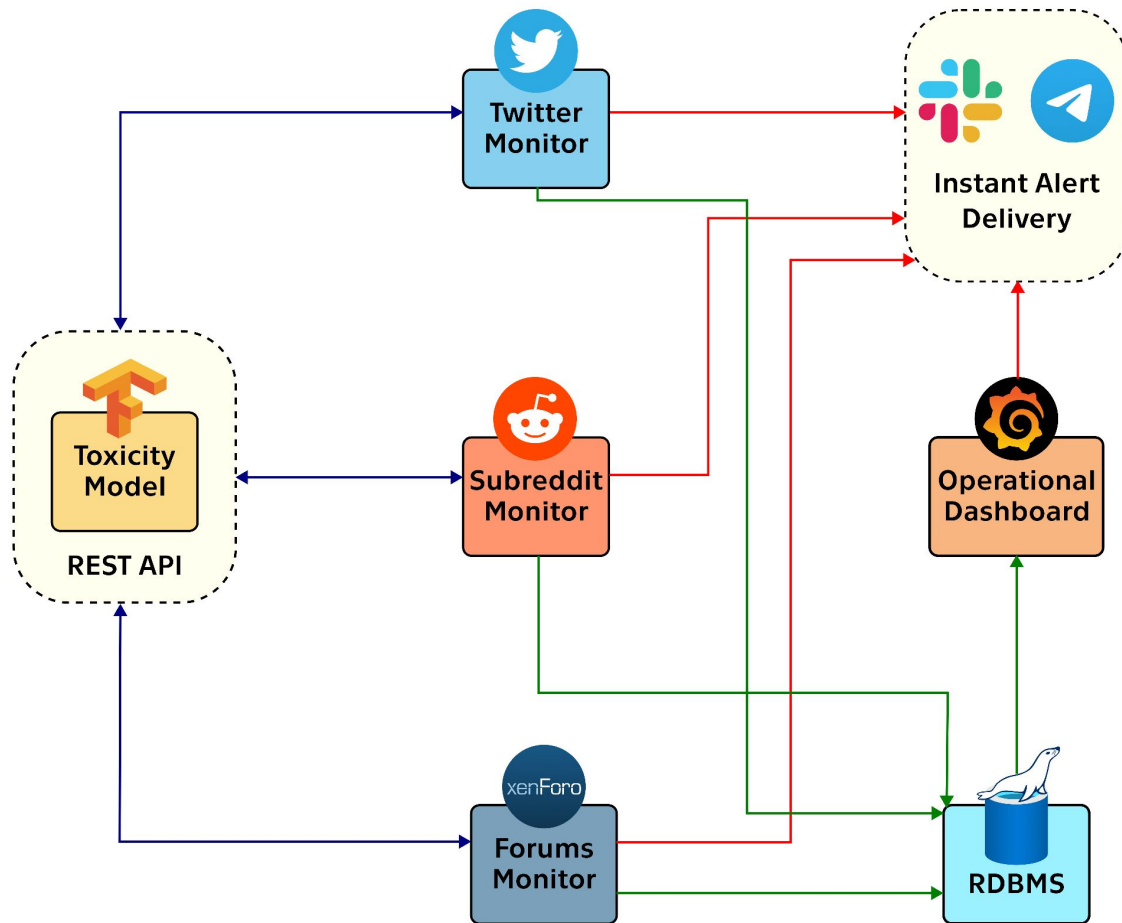 Twitter
Monitor
Instant Alert
Delivery
Toxicity
Model
REST API
Subreddit
Monitor
Operational
Dashboard
xenForo
Forums
Monitor
RDBMS